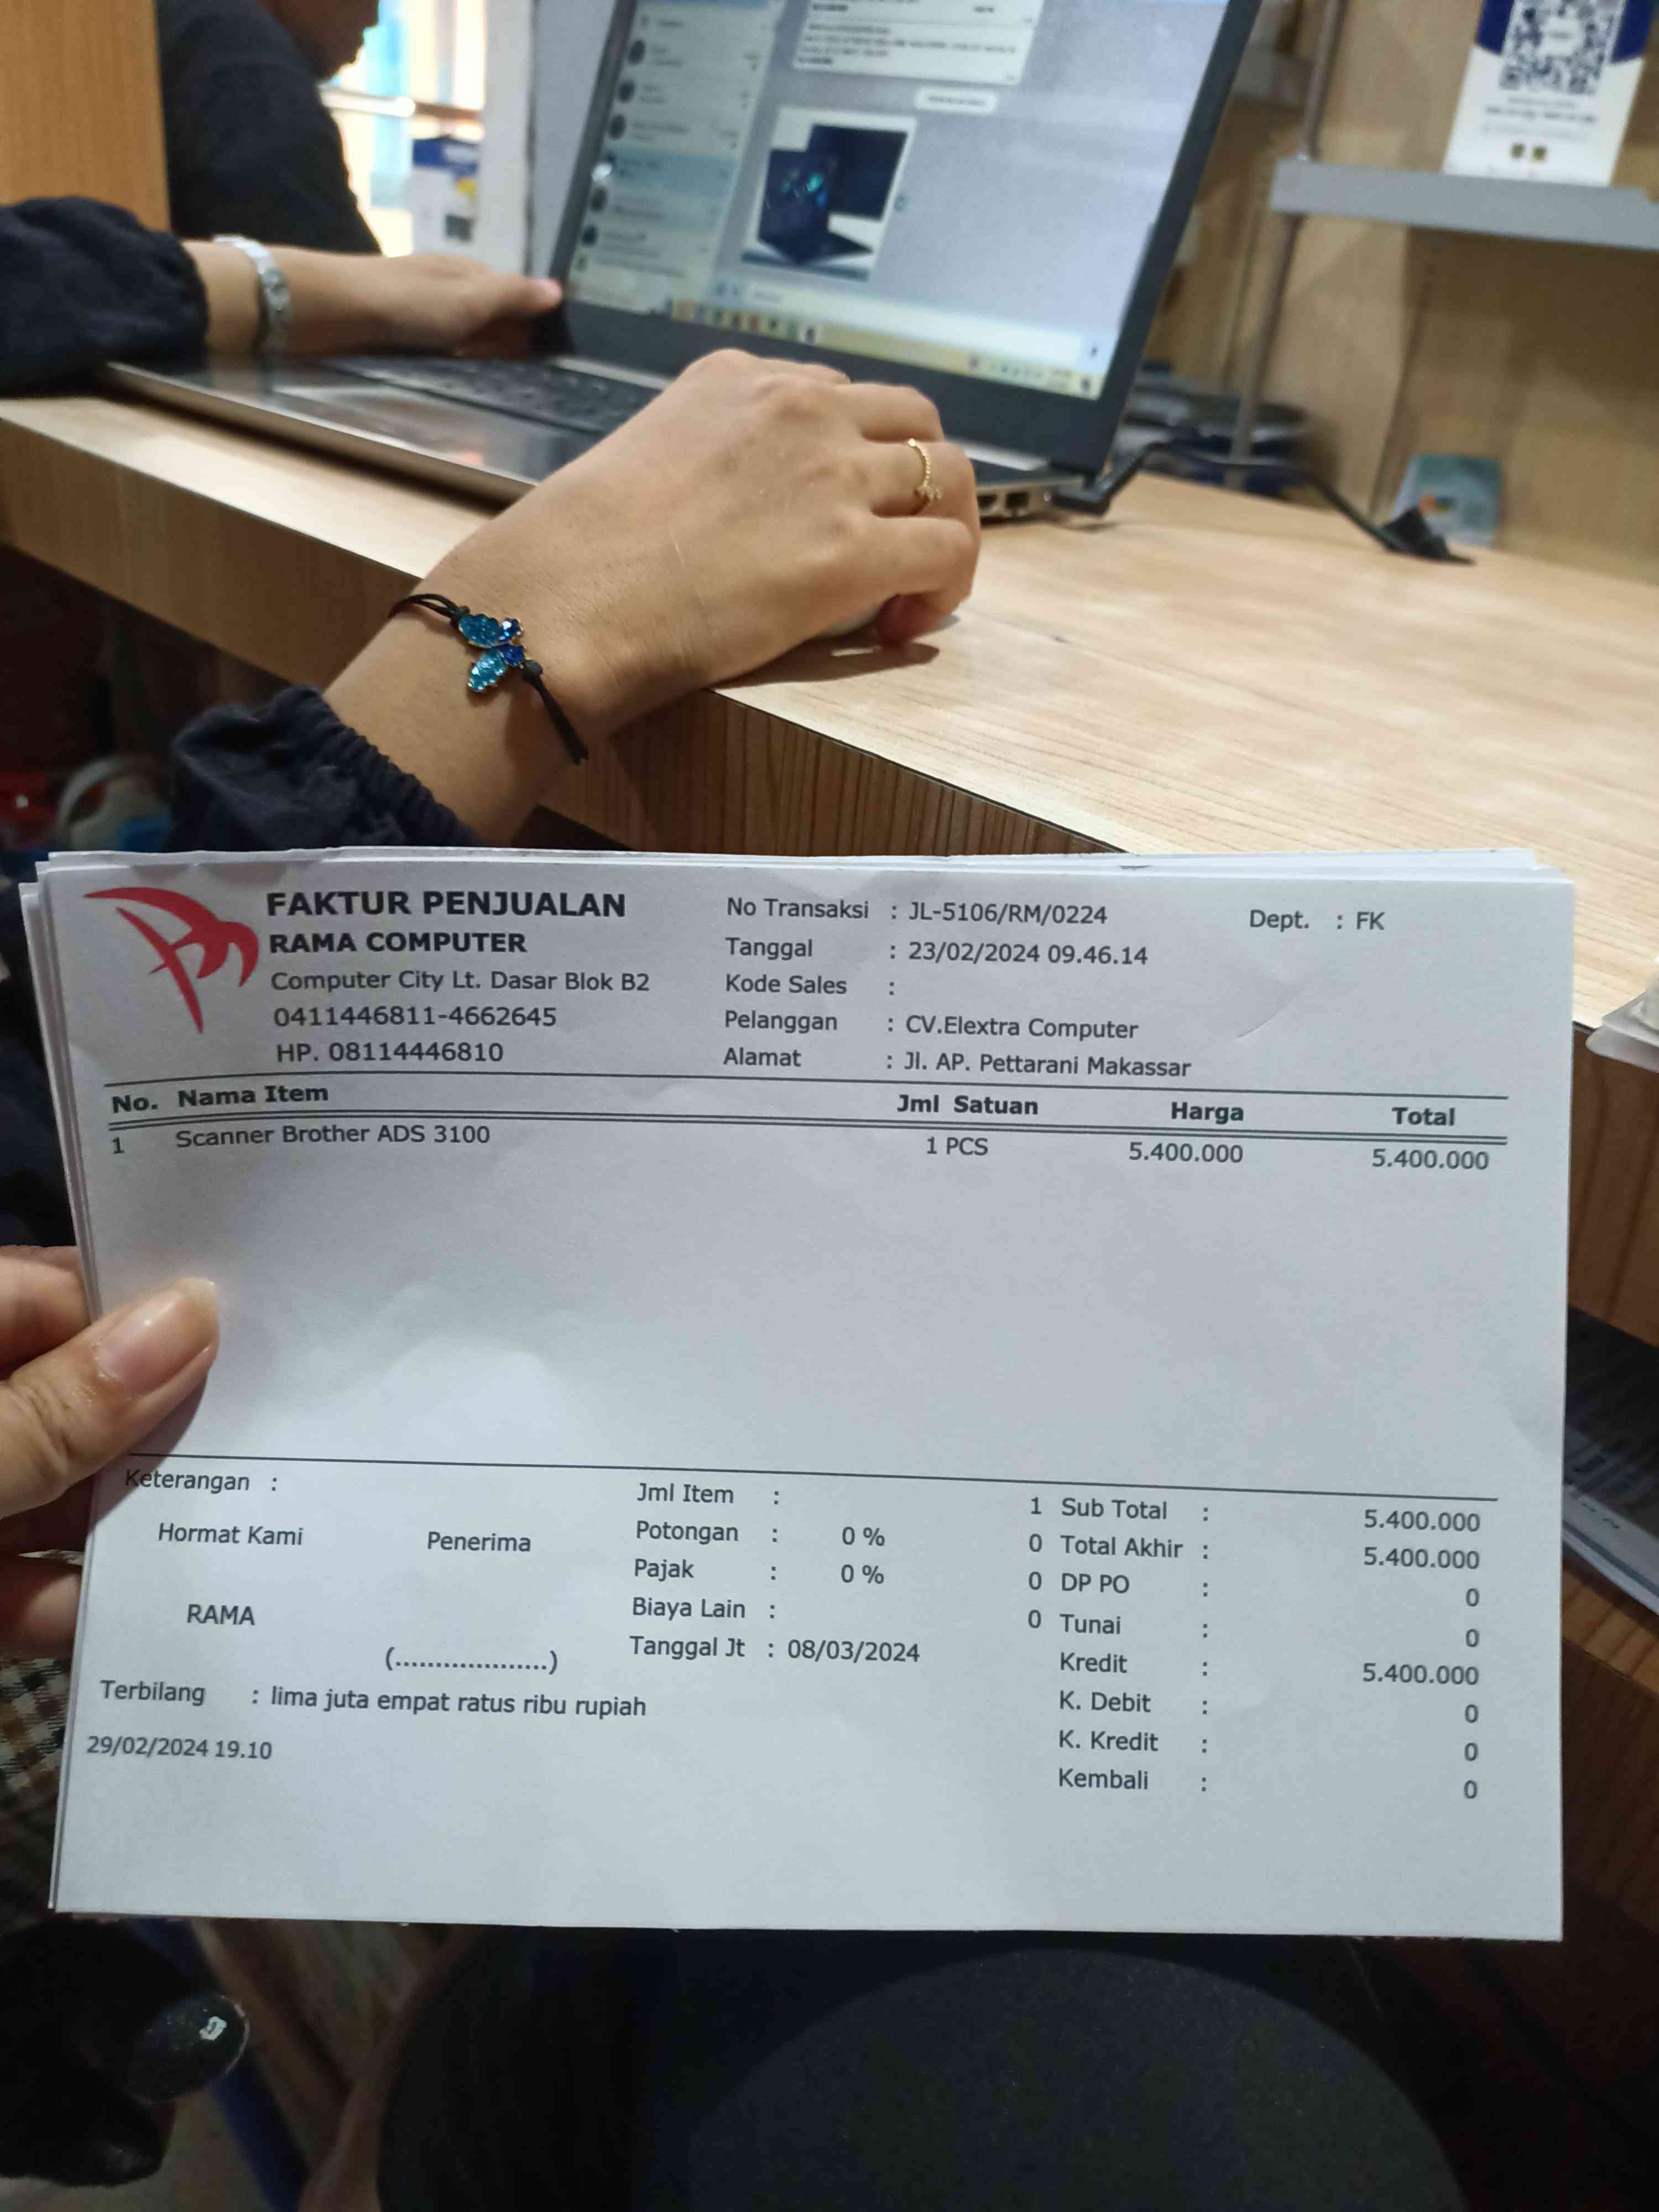 FAKTUR PENJUALAN
RAMA COMPUTER
Computer City Lt. Dasar Blok B2
0411446811-4662645
HP. 08114446810
No Transaksi : JL-5106/RM/0224
Tanggal : 23/02/2024 09.46.14
Kode Sales :
Pelanggan : CV.Elextra Computer
Alamat : Jl. AP. Pettarani Makassar
Dept. : FK
No. Nama Item Jml Satuan Harga Total
1 Scanner Brother ADS 3100 1 PCS 5.400.000 5.400.000
Keterangan :
Hormat Kami Penerima
RAMA
(...................)
Jml Item : 1
Potongan : 0 % 0
Pajak : 0 % 0
Biaya Lain : 0
Tanggal Jt : 08/03/2024
Sub Total : 5.400.000
Total Akhir : 5.400.000
DP PO : 0
Tunai : 0
Kredit : 5.400.000
K. Debit : 0
K. Kredit : 0
Kembali : 0
Terbilang : lima juta empat ratus ribu rupiah
29/02/2024 19.10